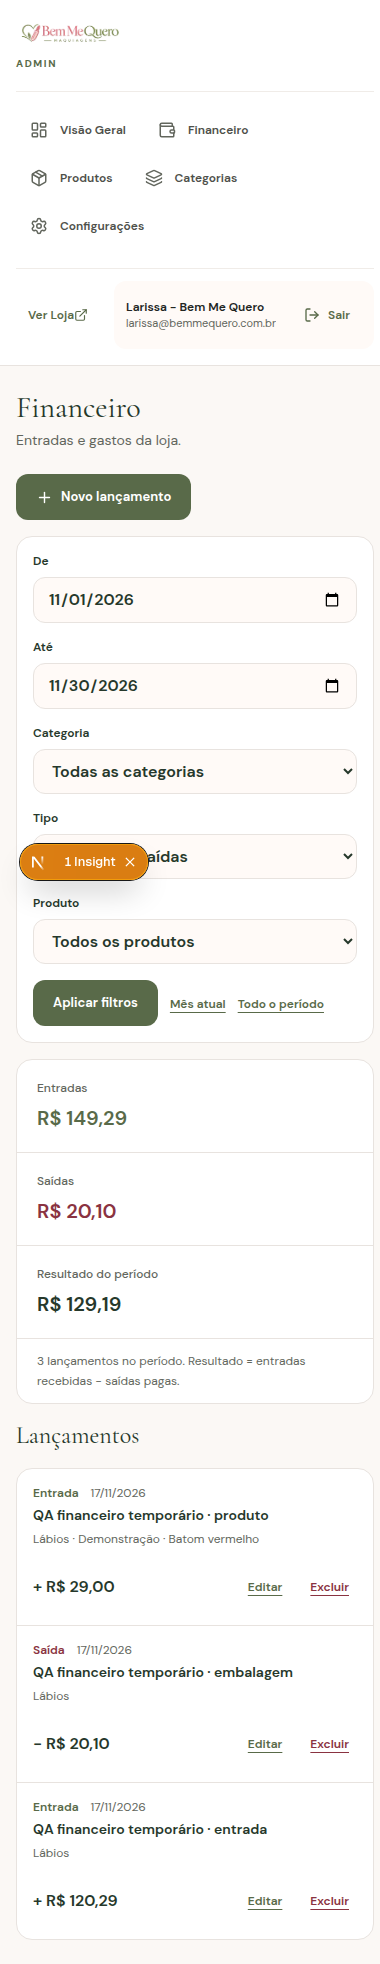 Bem Me Quero
MAQUIAGENS
ADMIN
Visão Geral
Financeiro
Produtos
Categorias
Configurações
Ver Loja
Larissa - Bem Me Quero
larissa@bemmequero.com.br
Sair
Financeiro
Entradas e gastos da loja.
+ Novo lançamento
De
11/01/2026
Até
11/30/2026
Categoria
Todas as categorias
Tipo
aídas
1 Insight
Produto
Todos os produtos
Aplicar filtros
Mês atual
Todo o período
Entradas
R$ 149,29
Saídas
R$ 20,10
Resultado do período
R$ 129,19
3 lançamentos no período. Resultado = entradas
recebidas − saídas pagas.
Lançamentos
Entrada 17/11/2026
QA financeiro temporário · produto
Lábios · Demonstração · Batom vermelho
+ R$ 29,00
Editar
Excluir
Saída 17/11/2026
QA financeiro temporário · embalagem
Lábios
− R$ 20,10
Editar
Excluir
Entrada 17/11/2026
QA financeiro temporário · entrada
Lábios
+ R$ 120,29
Editar
Excluir